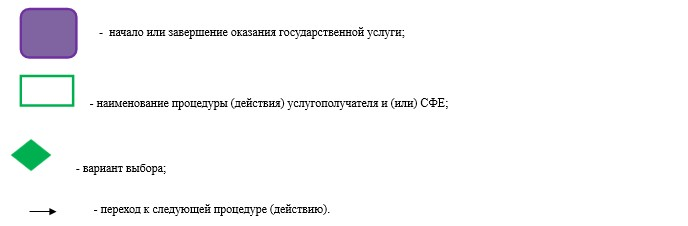 - начало или завершение оказания государственной услуги;
- наименование процедуры (действия) услугополучателя и (или) СФЕ;
- вариант выбора;
- переход к следующей процедуре (действию).